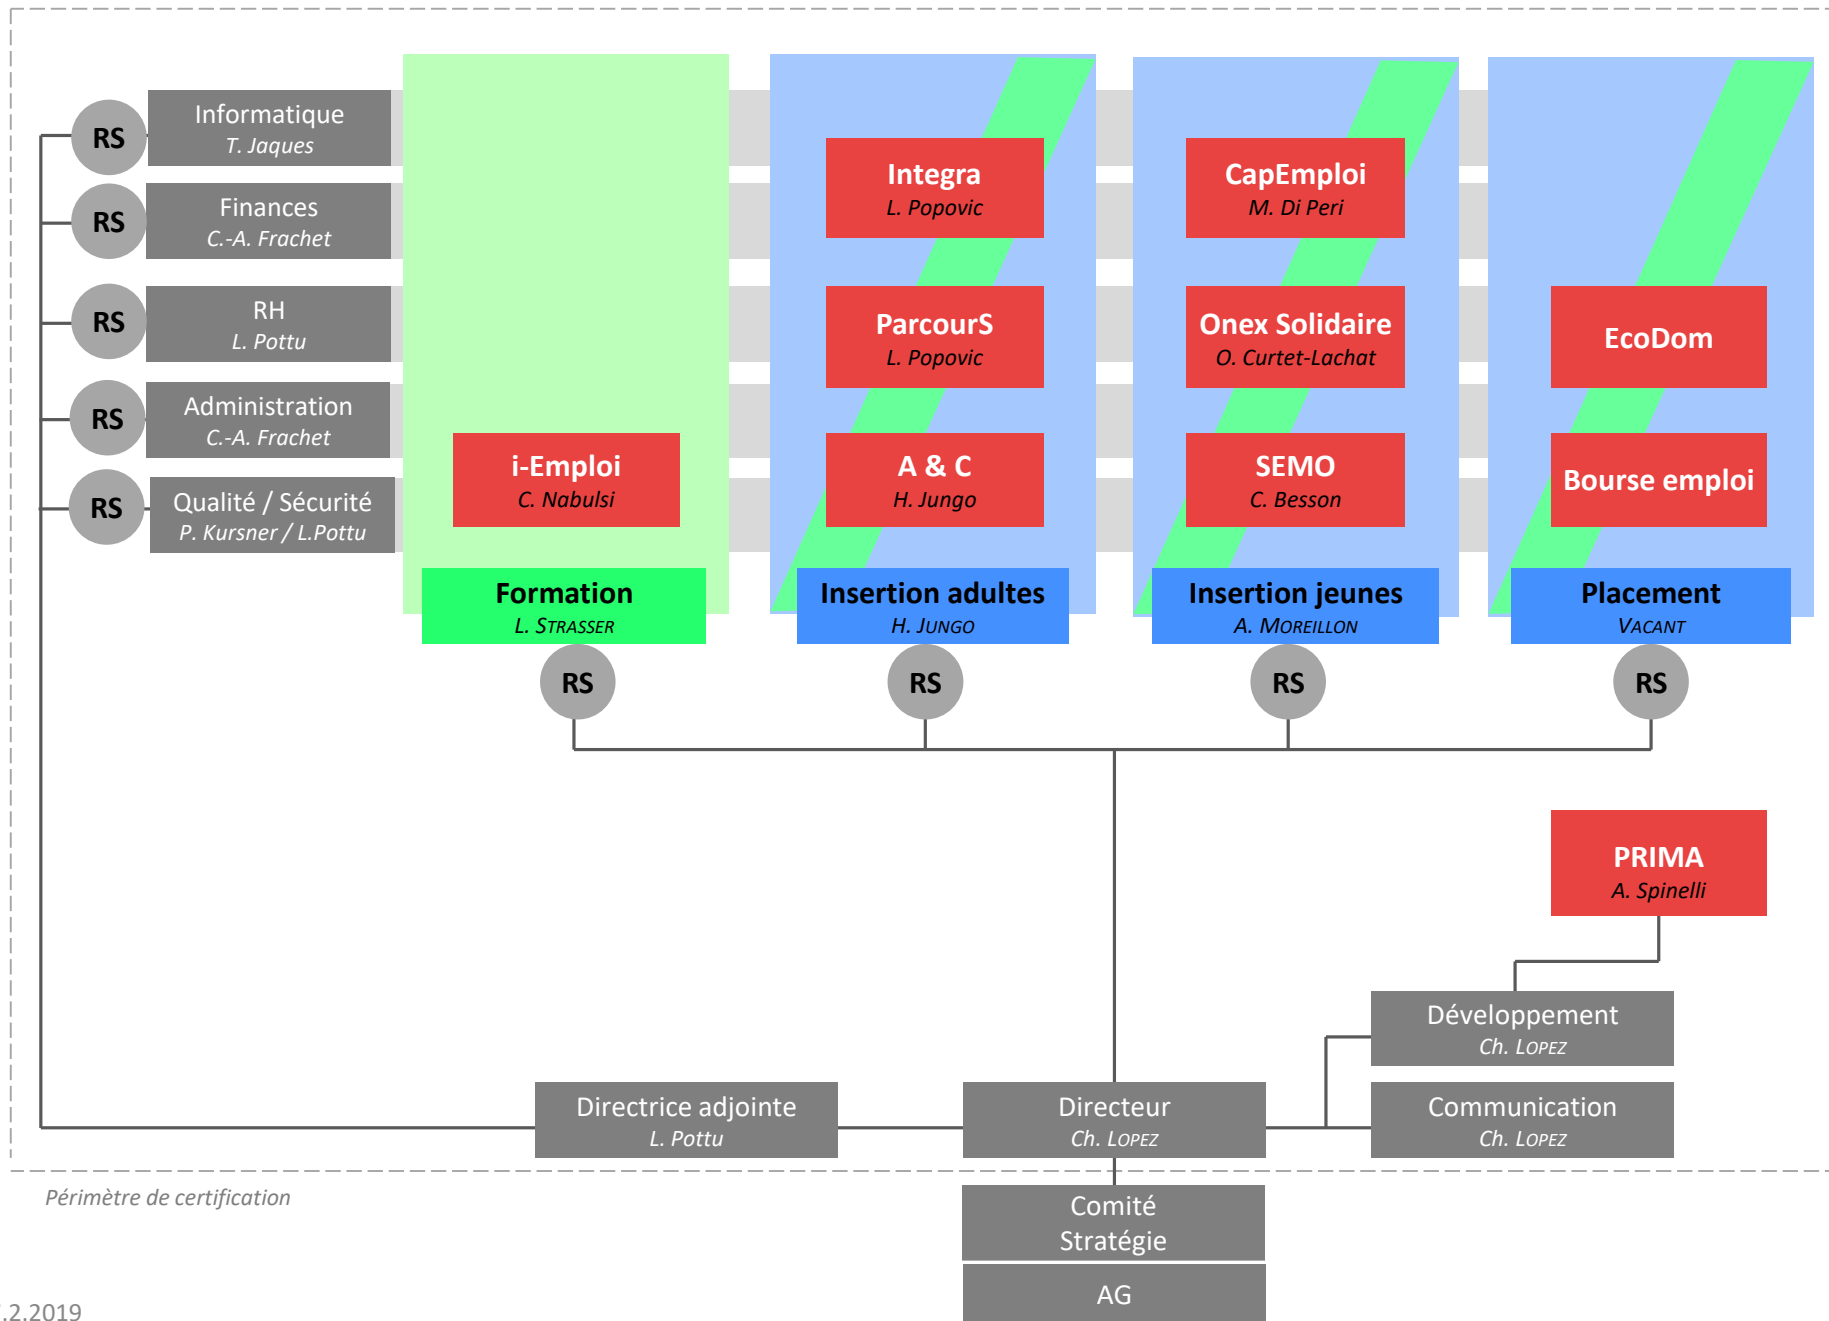 RS
Informatique
T. Jaques
RS
Finances
C.-A. Frachet
RS
RH
L. Pottu
RS
Administration
C.-A. Frachet
RS
Qualité / Sécurité
P. Kursner / L.Pottu
i-Emploi
C. Nabulsi
Formation
L. STRASSER
RS
Integra
L. Popovic
ParcourS
L. Popovic
A & C
H. Jungo
Insertion adultes
H. JUNGO
RS
CapEmploi
M. Di Peri
Onex Solidaire
O. Curtet-Lachat
SEMO
C. Besson
Insertion jeunes
A. MOREILLON
RS
EcoDom
Bourse emploi
Placement
VACANT
RS
PRIMA
A. Spinelli
Développement
Ch. LOPEZ
Directrice adjointe
L. Pottu
Directeur
Ch. LOPEZ
Communication
Ch. LOPEZ
Périmètre de certification
Comité
Stratégie
AG
.2.2019